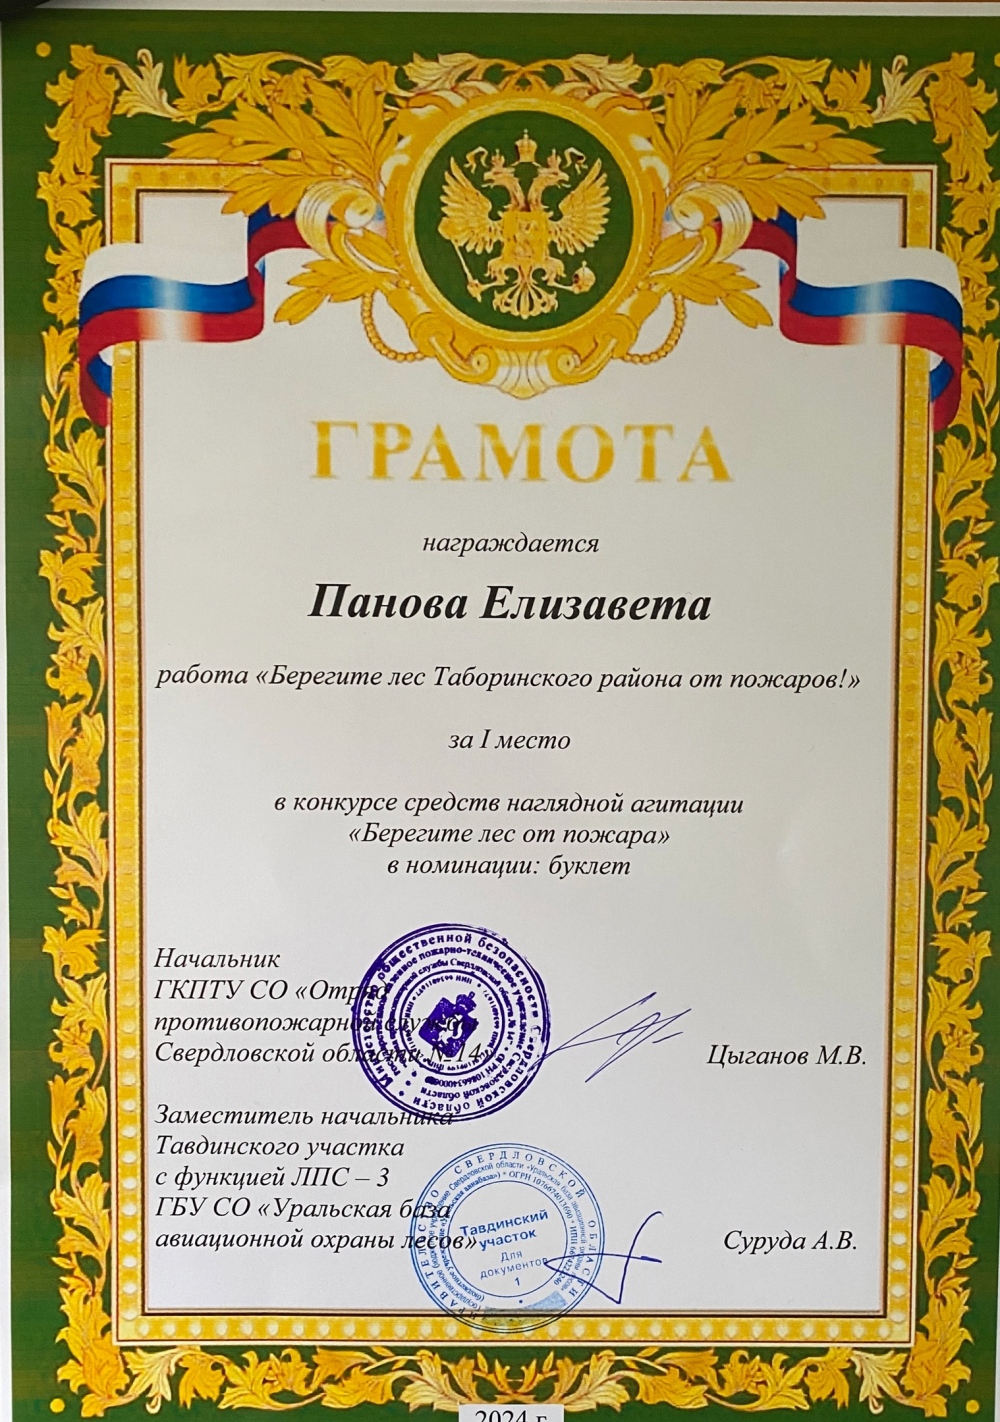 ГРАМОТА
награждается
Панова Елизавета
работа «Берегите лес Таборинского района от пожаров!»
за I место
в конкурсе средств наглядной агитации
«Берегите лес от пожара»
в номинации: буклет
Начальник
ГКПТУ СО «Отряд
противопожарной службы
Свердловской области №14»
Цыганов М.В.
Заместитель начальника
Тавдинского участка
с функцией ЛПС – 3
ГБУ СО «Уральская база
авиационной охраны лесов»
Суруда А.В.
Тавдинский
участок
Для
документов
1
2024 г